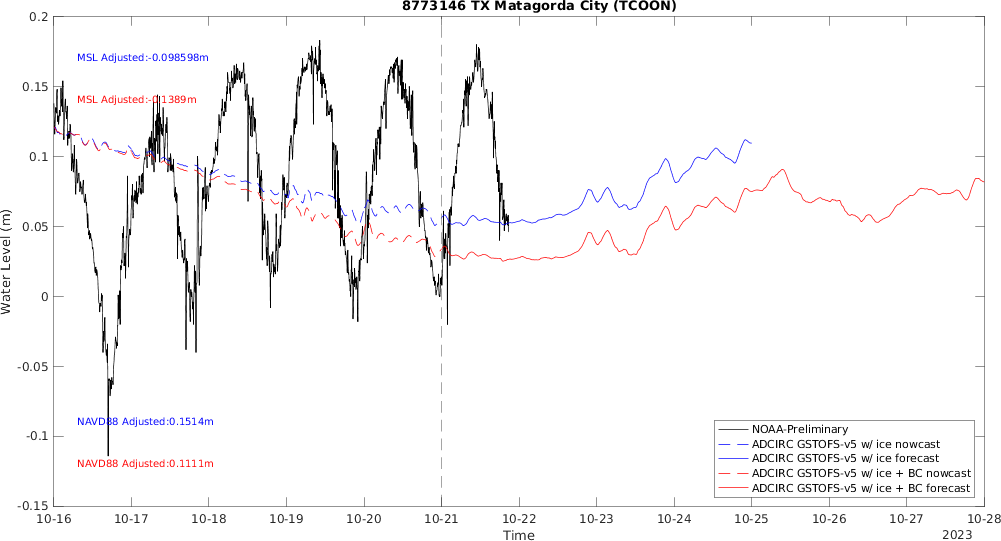 8773146 TX Matagorda City (TCOON)
Water Level (m)
0.2
0.15
0.1
0.05
0
-0.05
-0.1
-0.15
MSL Adjusted:-0.098598m
MSL Adjusted:-0.1389m
NAVD88 Adjusted:0.1514m
NAVD88 Adjusted:0.1111m
NOAA-Preliminary
ADCIRC GSTOFS-v5 w/ ice nowcast
ADCIRC GSTOFS-v5 w/ ice forecast
ADCIRC GSTOFS-v5 w/ ice + BC nowcast
ADCIRC GSTOFS-v5 w/ ice + BC forecast
10-16 10-17 10-18 10-19 10-20 10-21 10-22 10-23 10-24 10-25 10-26 10-27 10-28
Time
2023